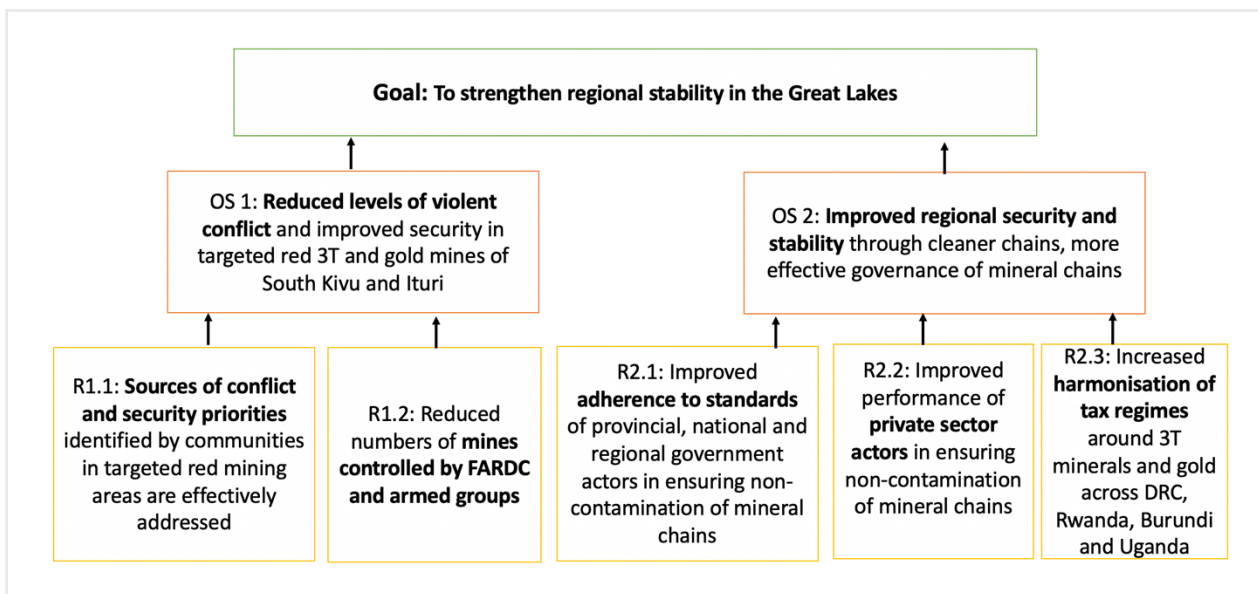 Goal: To strengthen regional stability in the Great Lakes
OS 1: Reduced levels of violent
conflict and improved security in
targeted red 3T and gold mines of
South Kivu and Ituri
OS 2: Improved regional security and
stability through cleaner chains, more
effective governance of mineral chains
R1.1: Sources of conflict
and security priorities
identified by communities
in targeted red mining
areas are effectively
addressed
R1.2: Reduced
numbers of mines
controlled by FARDC
and armed groups
R2.1: Improved
adherence to standards
of provincial, national and
regional government
actors in ensuring non-
contamination of mineral
chains
R2.2: Improved
performance of
private sector
actors in ensuring
non-contamination
of mineral chains
R2.3: Increased
harmonisation of
tax regimes
around 3T
minerals and gold
across DRC,
Rwanda, Burundi
and Uganda